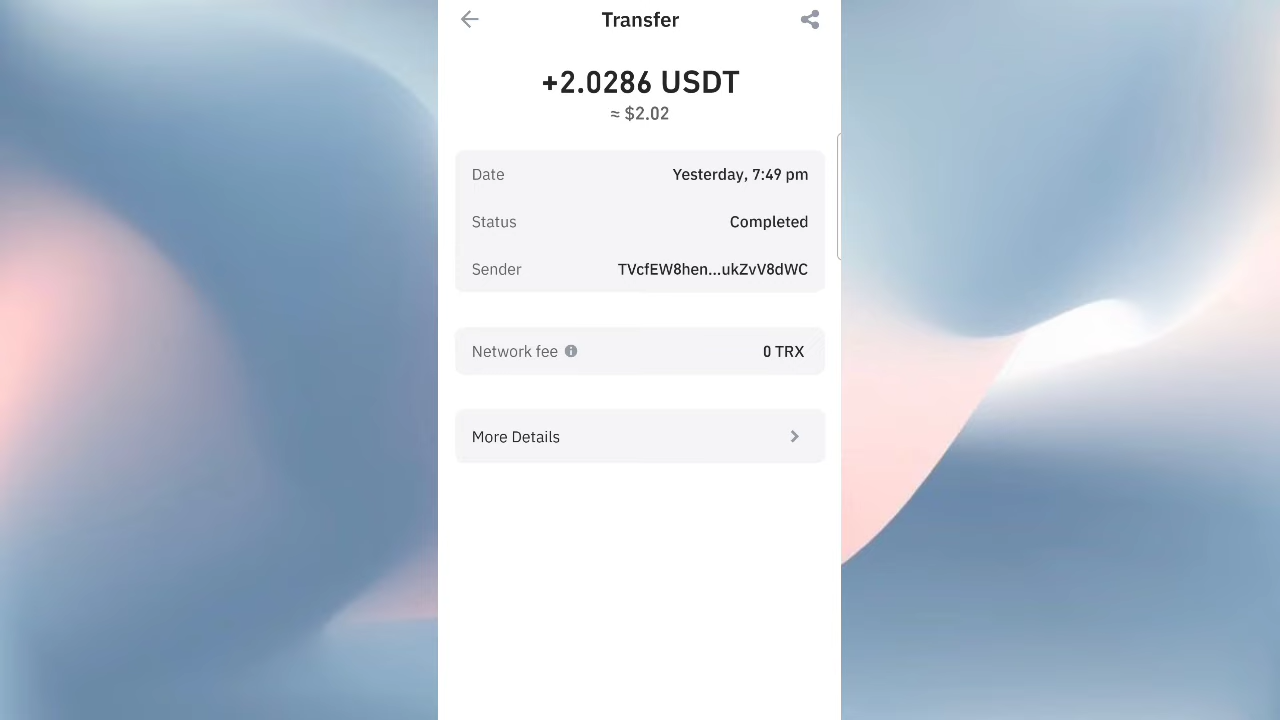 Transfer
+2.0286 USDT
≈ $2.02
Date Yesterday, 7:49 pm
Status Completed
Sender TVcfEW8hen...ukZvV8dWC
Network fee 0 TRX
More Details